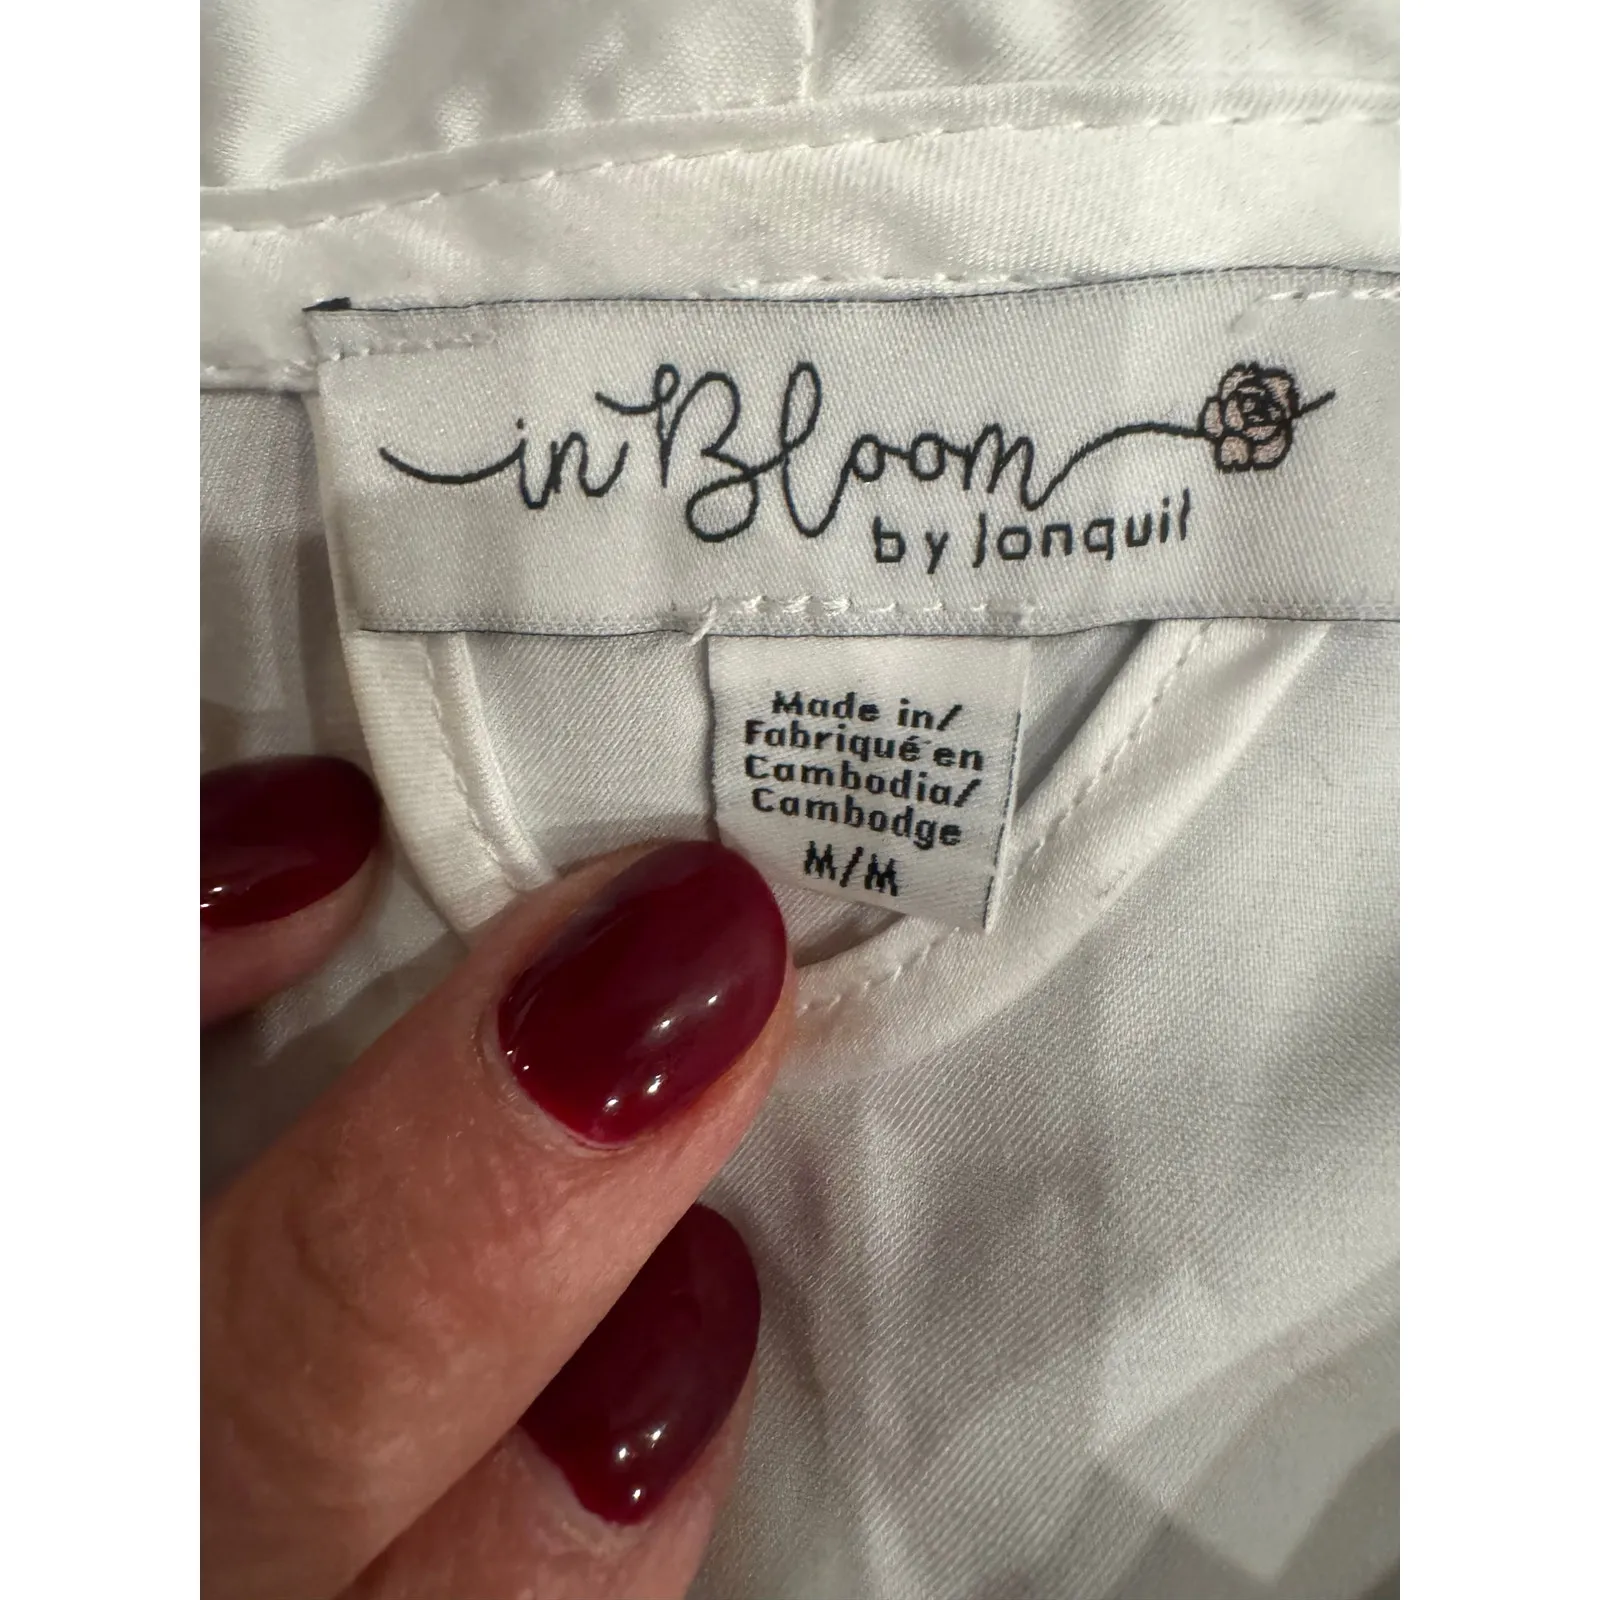 in Bloom
by Jonquil
Made in/
Fabriqué en
Cambodia/
Cambodge
M/M